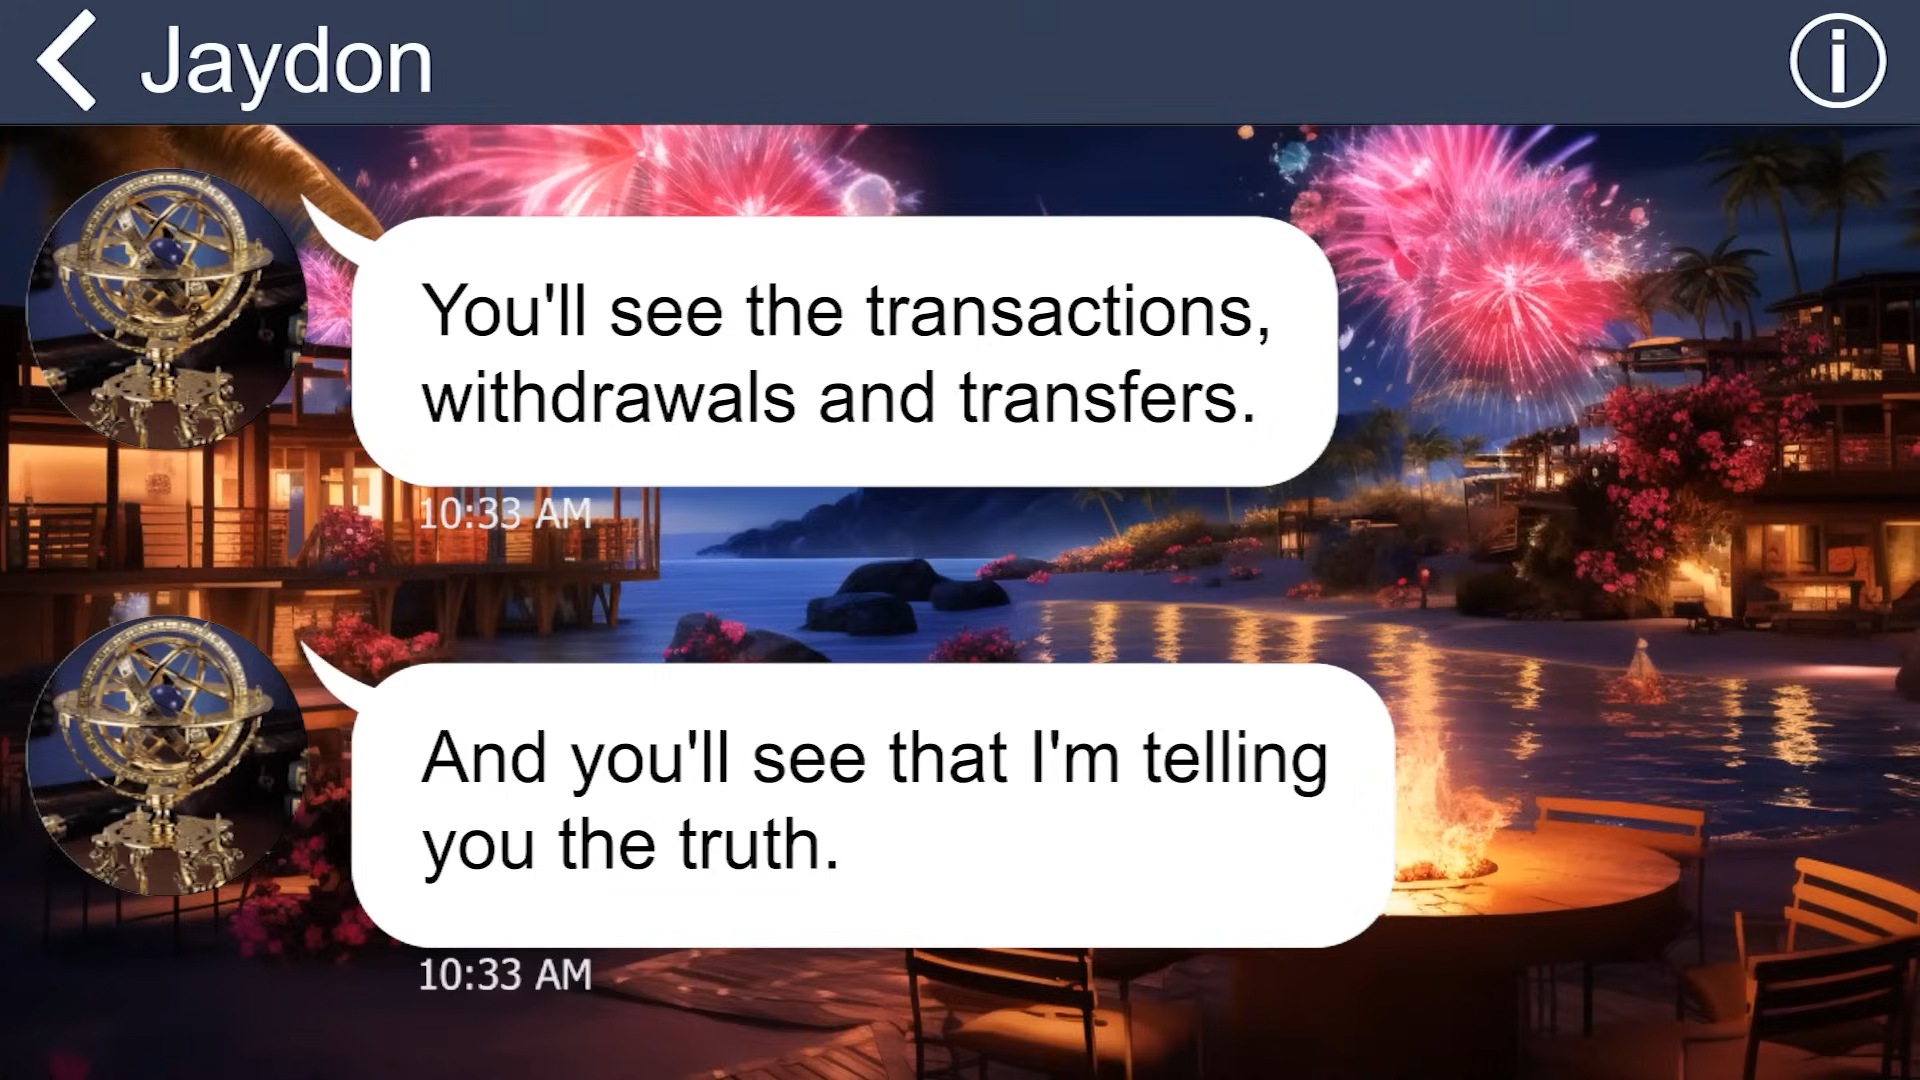 Jaydon
You'll see the transactions,
withdrawals and transfers.
10:33 AM
And you'll see that I'm telling
you the truth.
10:33 AM